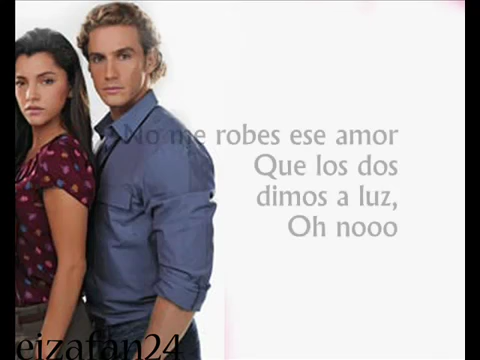 No me robes ese amor
Que los dos
dimos a luz,
Oh nooo
eizafan24